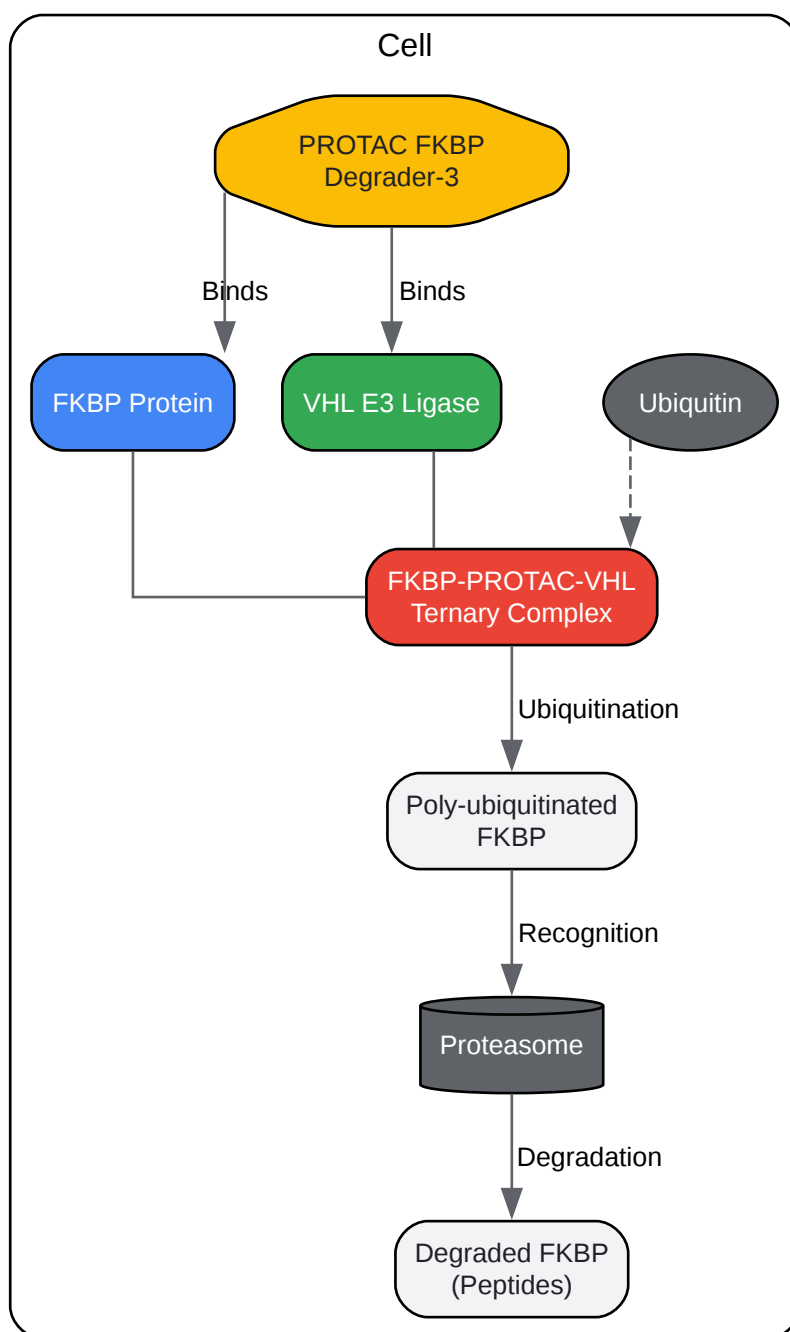 Cell
PROTAC FKBP
Degrader-3
Binds
Binds
FKBP Protein
VHL E3 Ligase
Ubiquitin
FKBP-PROTAC-VHL
Ternary Complex
Ubiquitination
Poly-ubiquitinated
FKBP
Recognition
Proteasome
Degradation
Degraded FKBP
(Peptides)